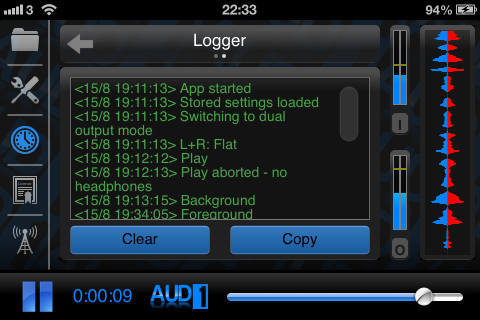 3
22:33
94%
Logger
<15/8 19:11:13> App started
<15/8 19:11:13> Stored settings loaded
<15/8 19:11:13> Switching to dual
output mode
<15/8 19:11:13> L+R: Flat
<15/8 19:12:12> Play
<15/8 19:12:13> Play aborted - no
headphones
<15/8 19:13:15> Background
<15/8 19:34:05> Foreground
Clear
Copy
I
O
0:00:09
AUD1